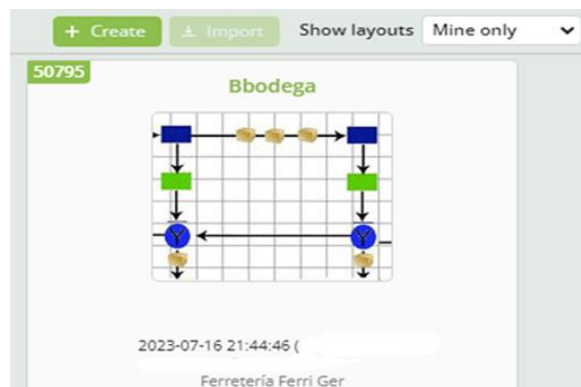 + Create Import Show layouts Mine only
50795
Bbodega
Y Y
2023-07-16 21:44:46 (
Ferretería Ferri Ger